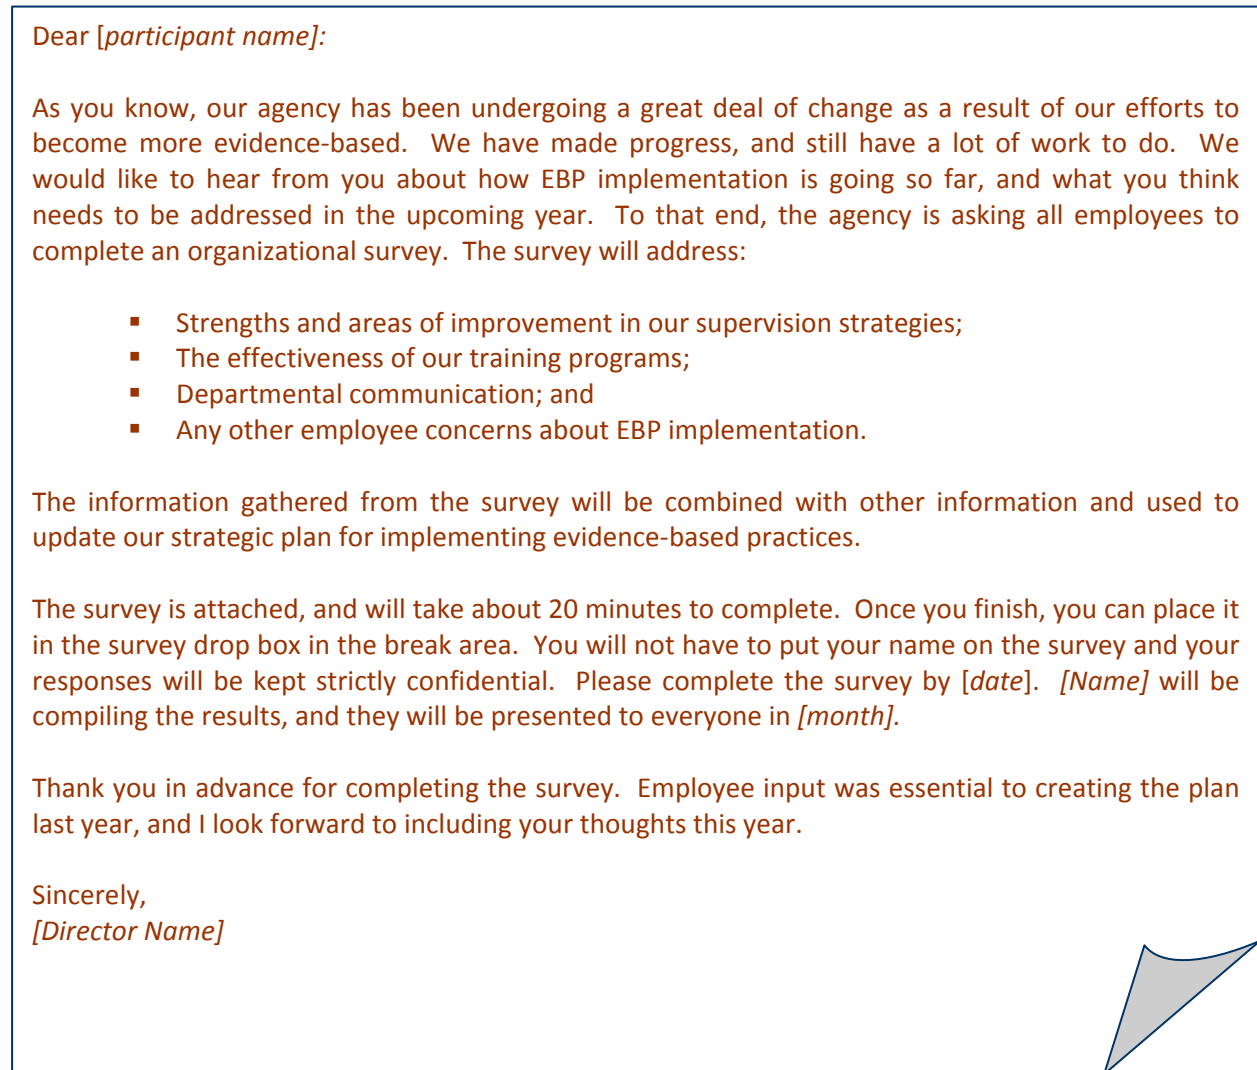 Dear [participant name]:
As you know, our agency has been undergoing a great deal of change as a result of our efforts to
become more evidence-based.  We have made progress, and still have a lot of work to do.  We
would like to hear from you about how EBP implementation is going so far, and what you think
needs to be addressed in the upcoming year.  To that end, the agency is asking all employees to
complete an organizational survey.  The survey will address:
▪ Strengths and areas of improvement in our supervision strategies;
▪ The effectiveness of our training programs;
▪ Departmental communication; and
▪ Any other employee concerns about EBP implementation.
The information gathered from the survey will be combined with other information and used to
update our strategic plan for implementing evidence-based practices.
The survey is attached, and will take about 20 minutes to complete.  Once you finish, you can place it
in the survey drop box in the break area.  You will not have to put your name on the survey and your
responses will be kept strictly confidential.  Please complete the survey by [date].  [Name] will be
compiling the results, and they will be presented to everyone in [month].
Thank you in advance for completing the survey.  Employee input was essential to creating the plan
last year, and I look forward to including your thoughts this year.
Sincerely,
[Director Name]